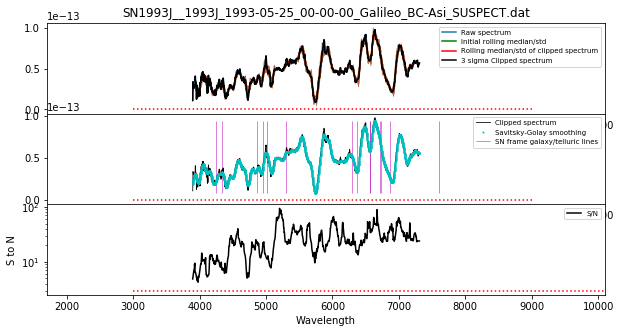 SN1993J__1993J_1993-05-25_00-00-00_Galileo_BC-Asi_SUSPECT.dat
1e−13
1.0
0.5
0.0
Raw spectrum
Initial rolling median/std
Rolling median/std of clipped spectrum
3 sigma Clipped spectrum
1e−13
1.0
0.5
0.0
Clipped spectrum
Savitsky-Golay smoothing
SN frame galaxy/telluric lines
10²
10¹
S to N
S/N
2000 3000 4000 5000 6000 7000 8000 9000 10000
Wavelength